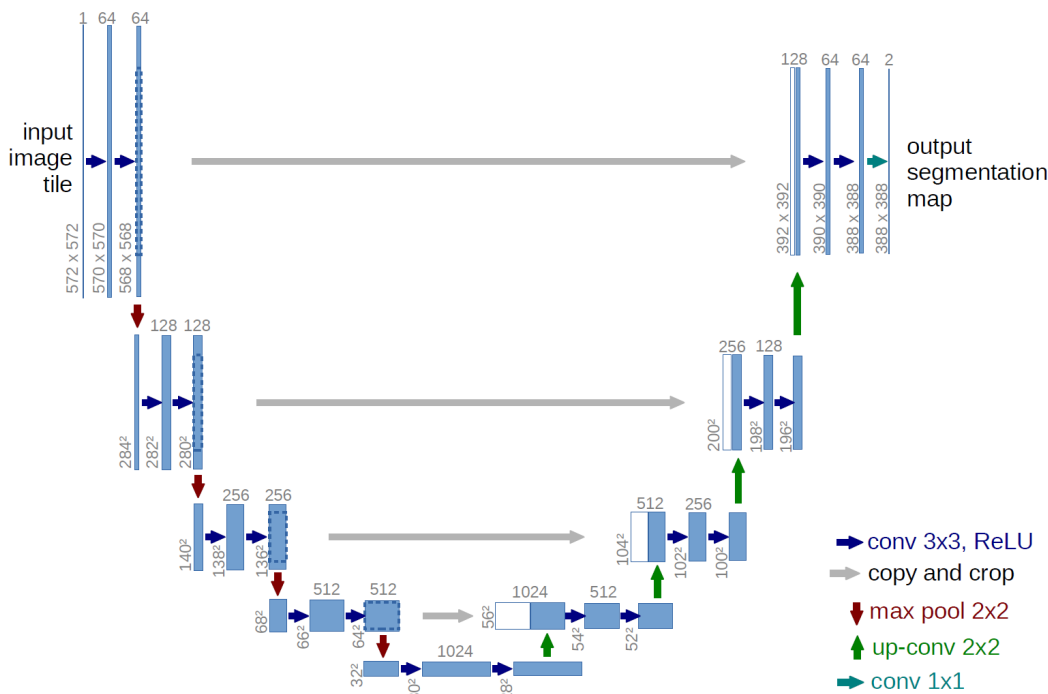 1 64 64
128 64 64 2
input
image
tile
output
segmentation
map
572 x 572
570 x 570
568 x 568
392 x 392
390 x 390
388 x 388
388 x 388
128 128
256 128
284²
282²
280²
200²
198²
196²
256 256
512 256
140²
138²
136²
104²
102²
100²
512 512
1024 512
68²
66²
64²
56²
54²
52²
1024
32²
conv 3x3, ReLU
copy and crop
max pool 2x2
up-conv 2x2
conv 1x1